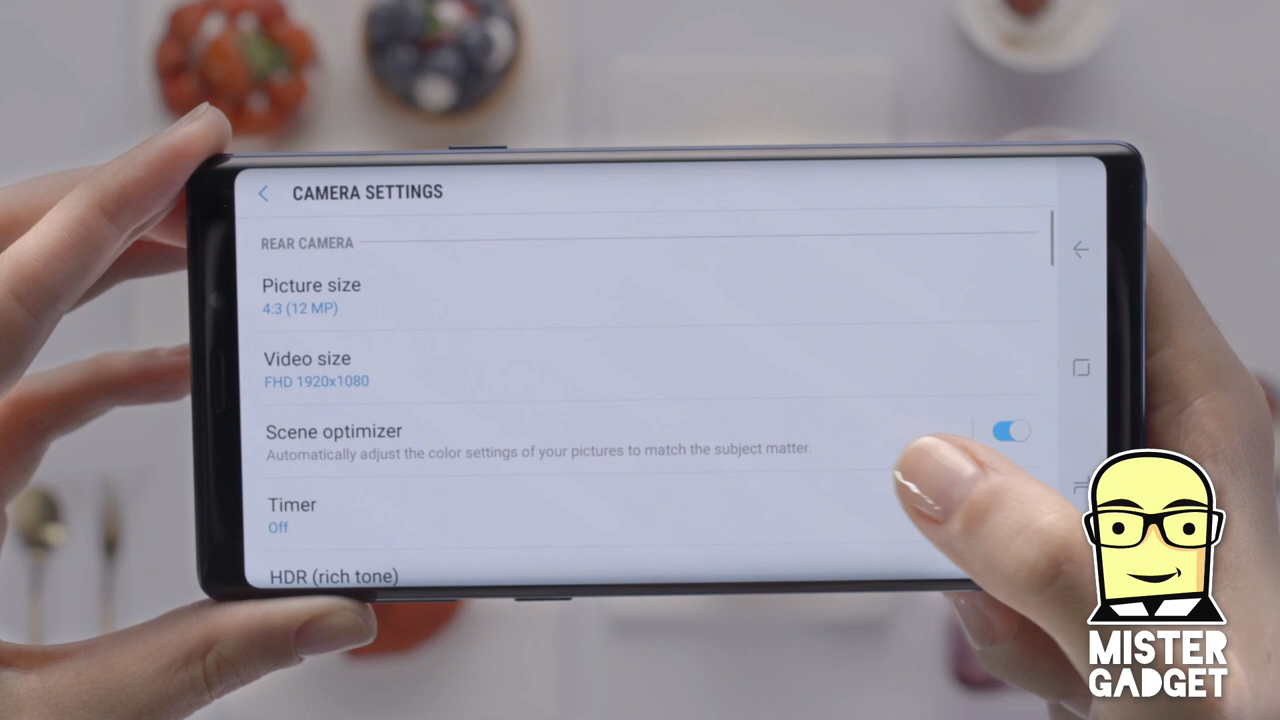 CAMERA SETTINGS
REAR CAMERA
Picture size
4:3 (12 MP)
Video size
FHD 1920x1080
Scene optimizer
Automatically adjust the color settings of your pictures to match the subject matter.
Timer
Off
HDR (rich tone)
MISTER
GADGET